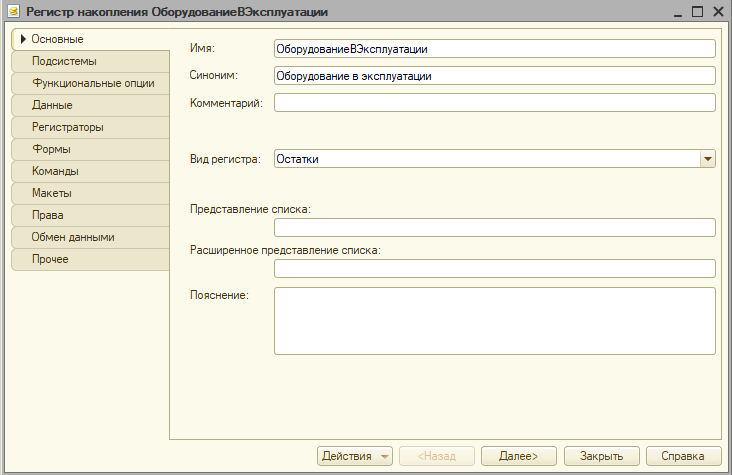 Регистр накопления ОборудованиеВЭксплуатации
Основные
Подсистемы
Функциональные опции
Данные
Регистраторы
Формы
Команды
Макеты
Права
Обмен данными
Прочее
Имя: ОборудованиеВЭксплуатации
Синоним: Оборудование в эксплуатации
Комментарий:
Вид регистра: Остатки
Представление списка:
Расширенное представление списка:
Пояснение:
Действия <Назад Далее> Закрыть Справка